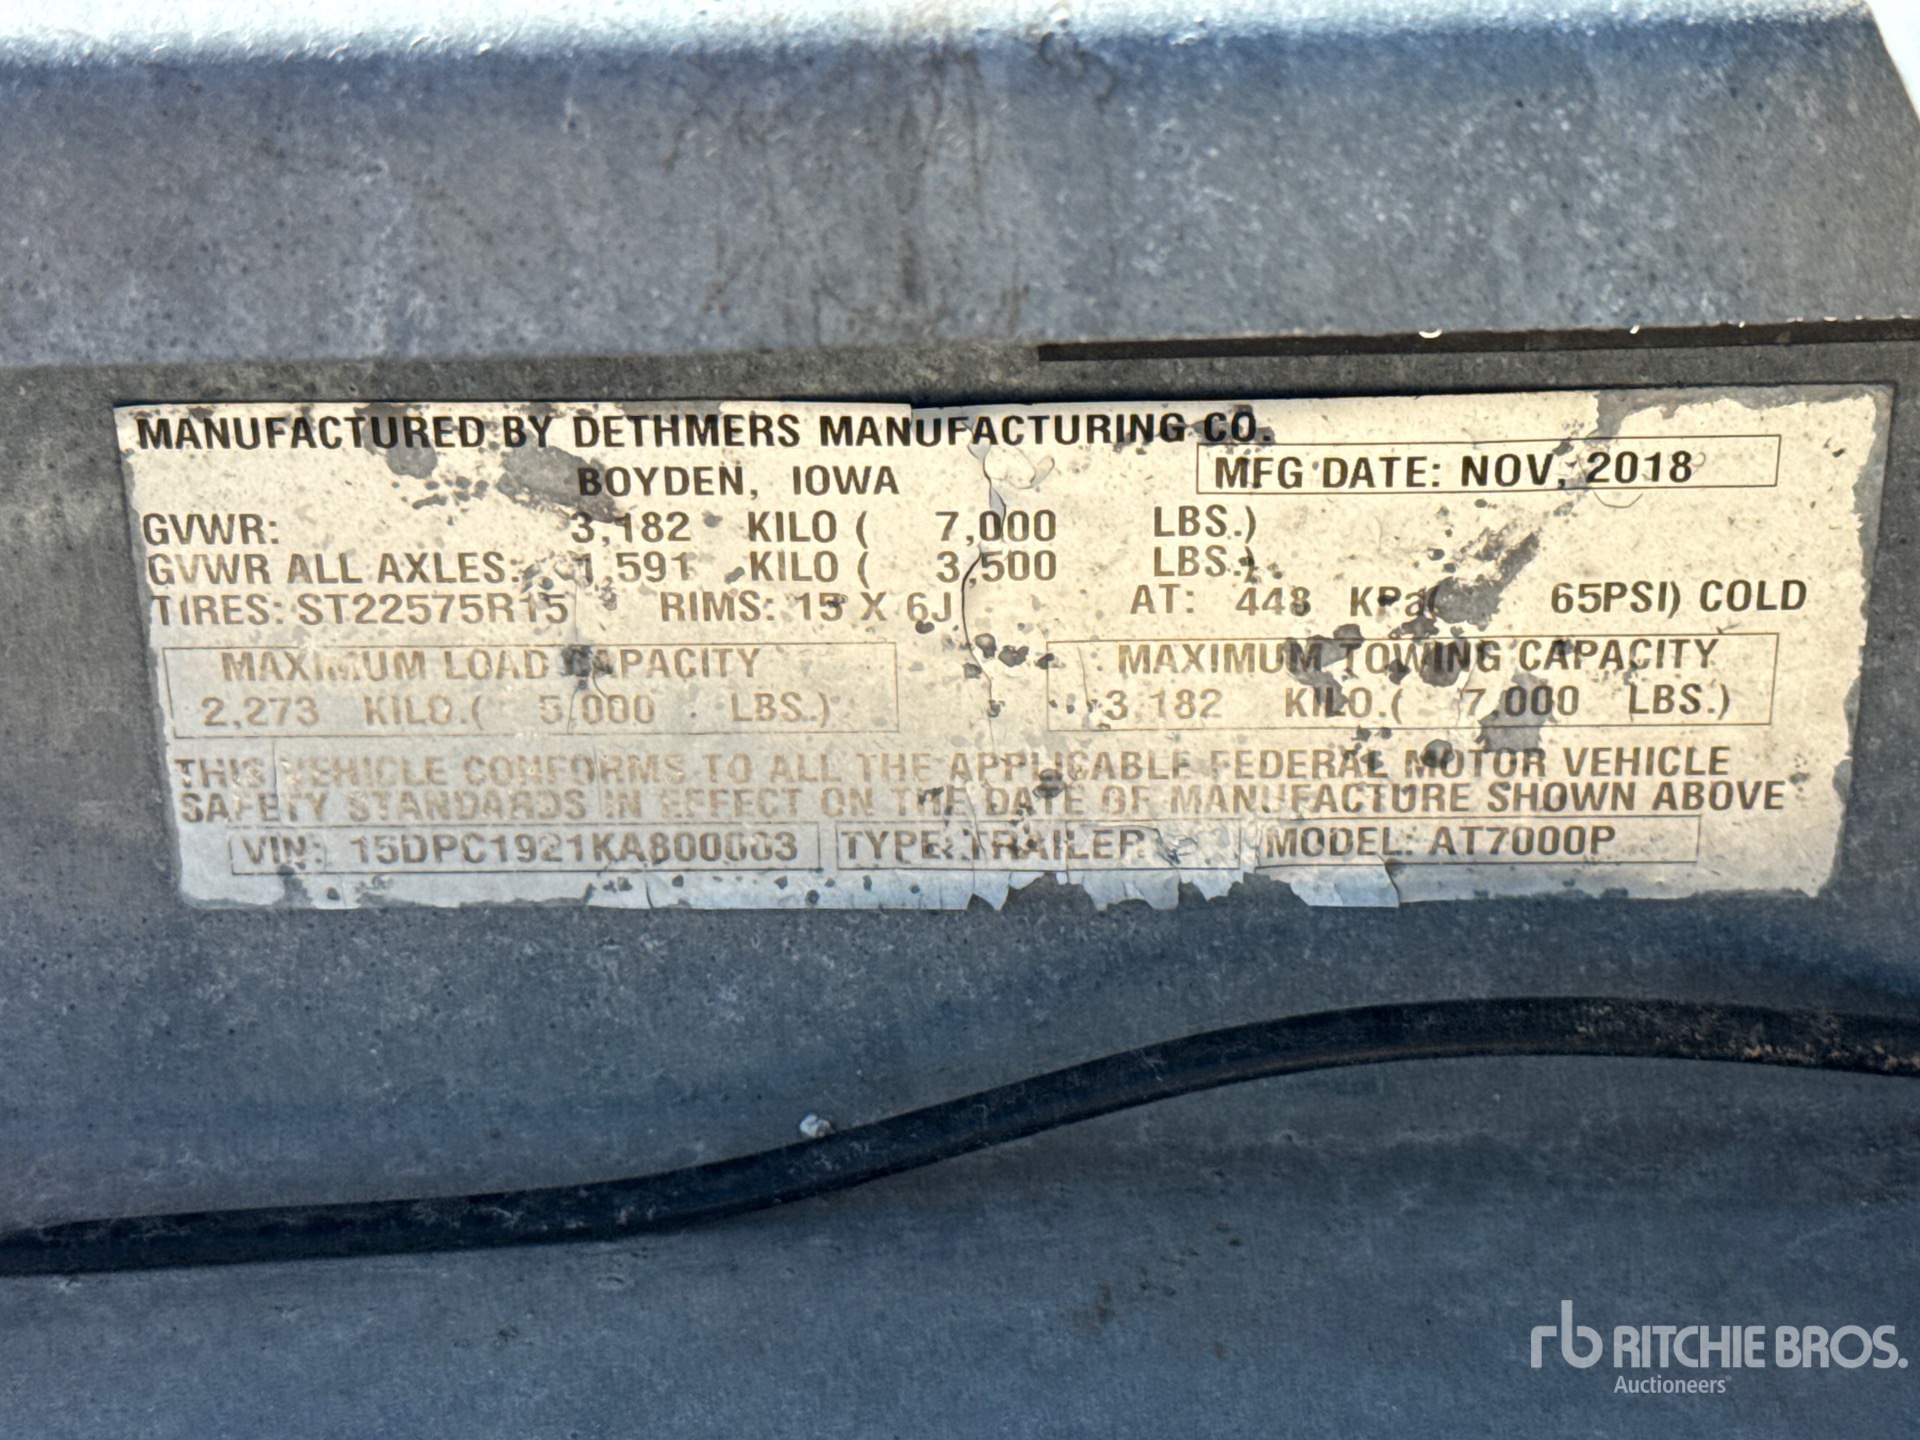 MANUFACTURED BY DETHMERS MANUFACTURING CO.
BOYDEN, IOWA
MFG DATE: NOV, 2018
GVWR: 3,182 KILO ( 7,000 LBS.)
GVWR ALL AXLES: 1,591 KILO ( 3,500 LBS.)
TIRES: ST22575R15 RIMS: 15 X 6J AT: 448 KPa( 65PSI) COLD
MAXIMUM LOAD CAPACITY
2,273 KILO.( 5,000 LBS.)
MAXIMUM TOWING CAPACITY
3,182 KILO.( 7,000 LBS.)
THIS VEHICLE CONFORMS TO ALL THE APPLICABLE FEDERAL MOTOR VEHICLE
SAFETY STANDARDS IN EFFECT ON THE DATE OF MANUFACTURE SHOWN ABOVE
VIN: TYPE: TRAILER MODEL: AT7000P
rb RITCHIE BROS.
Auctioneers